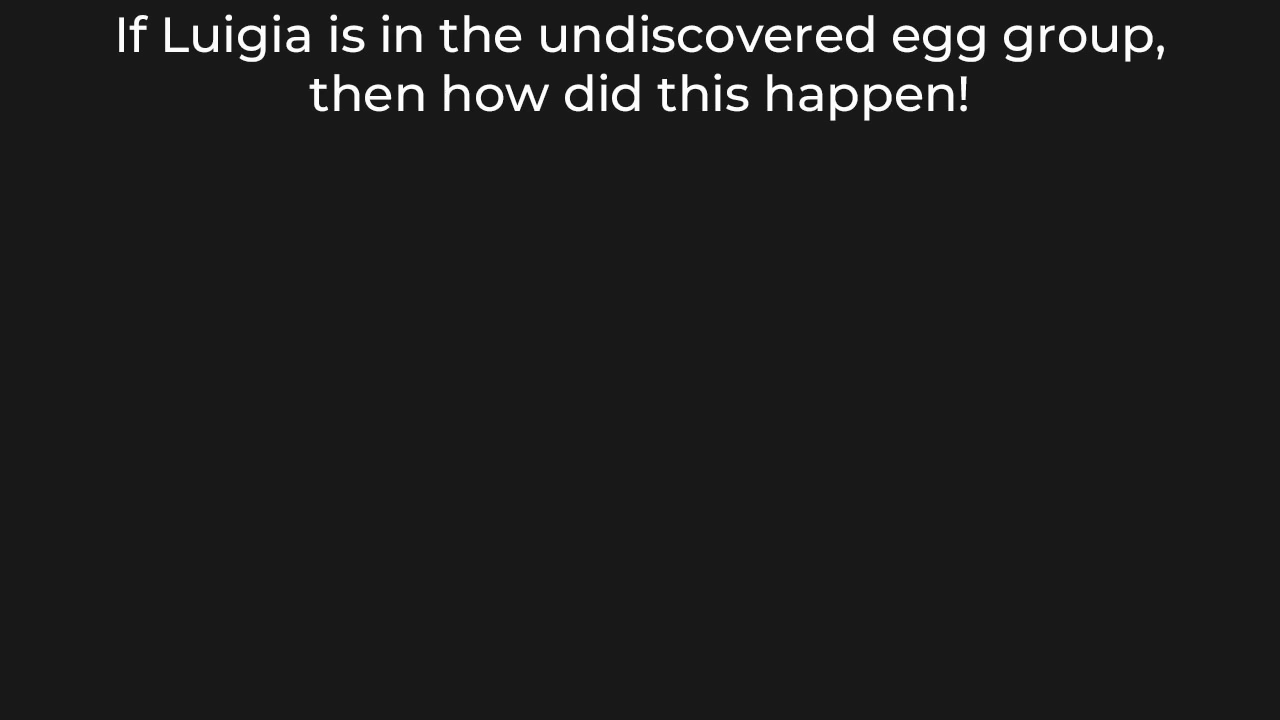 If Luigia is in the undiscovered egg group,
then how did this happen!